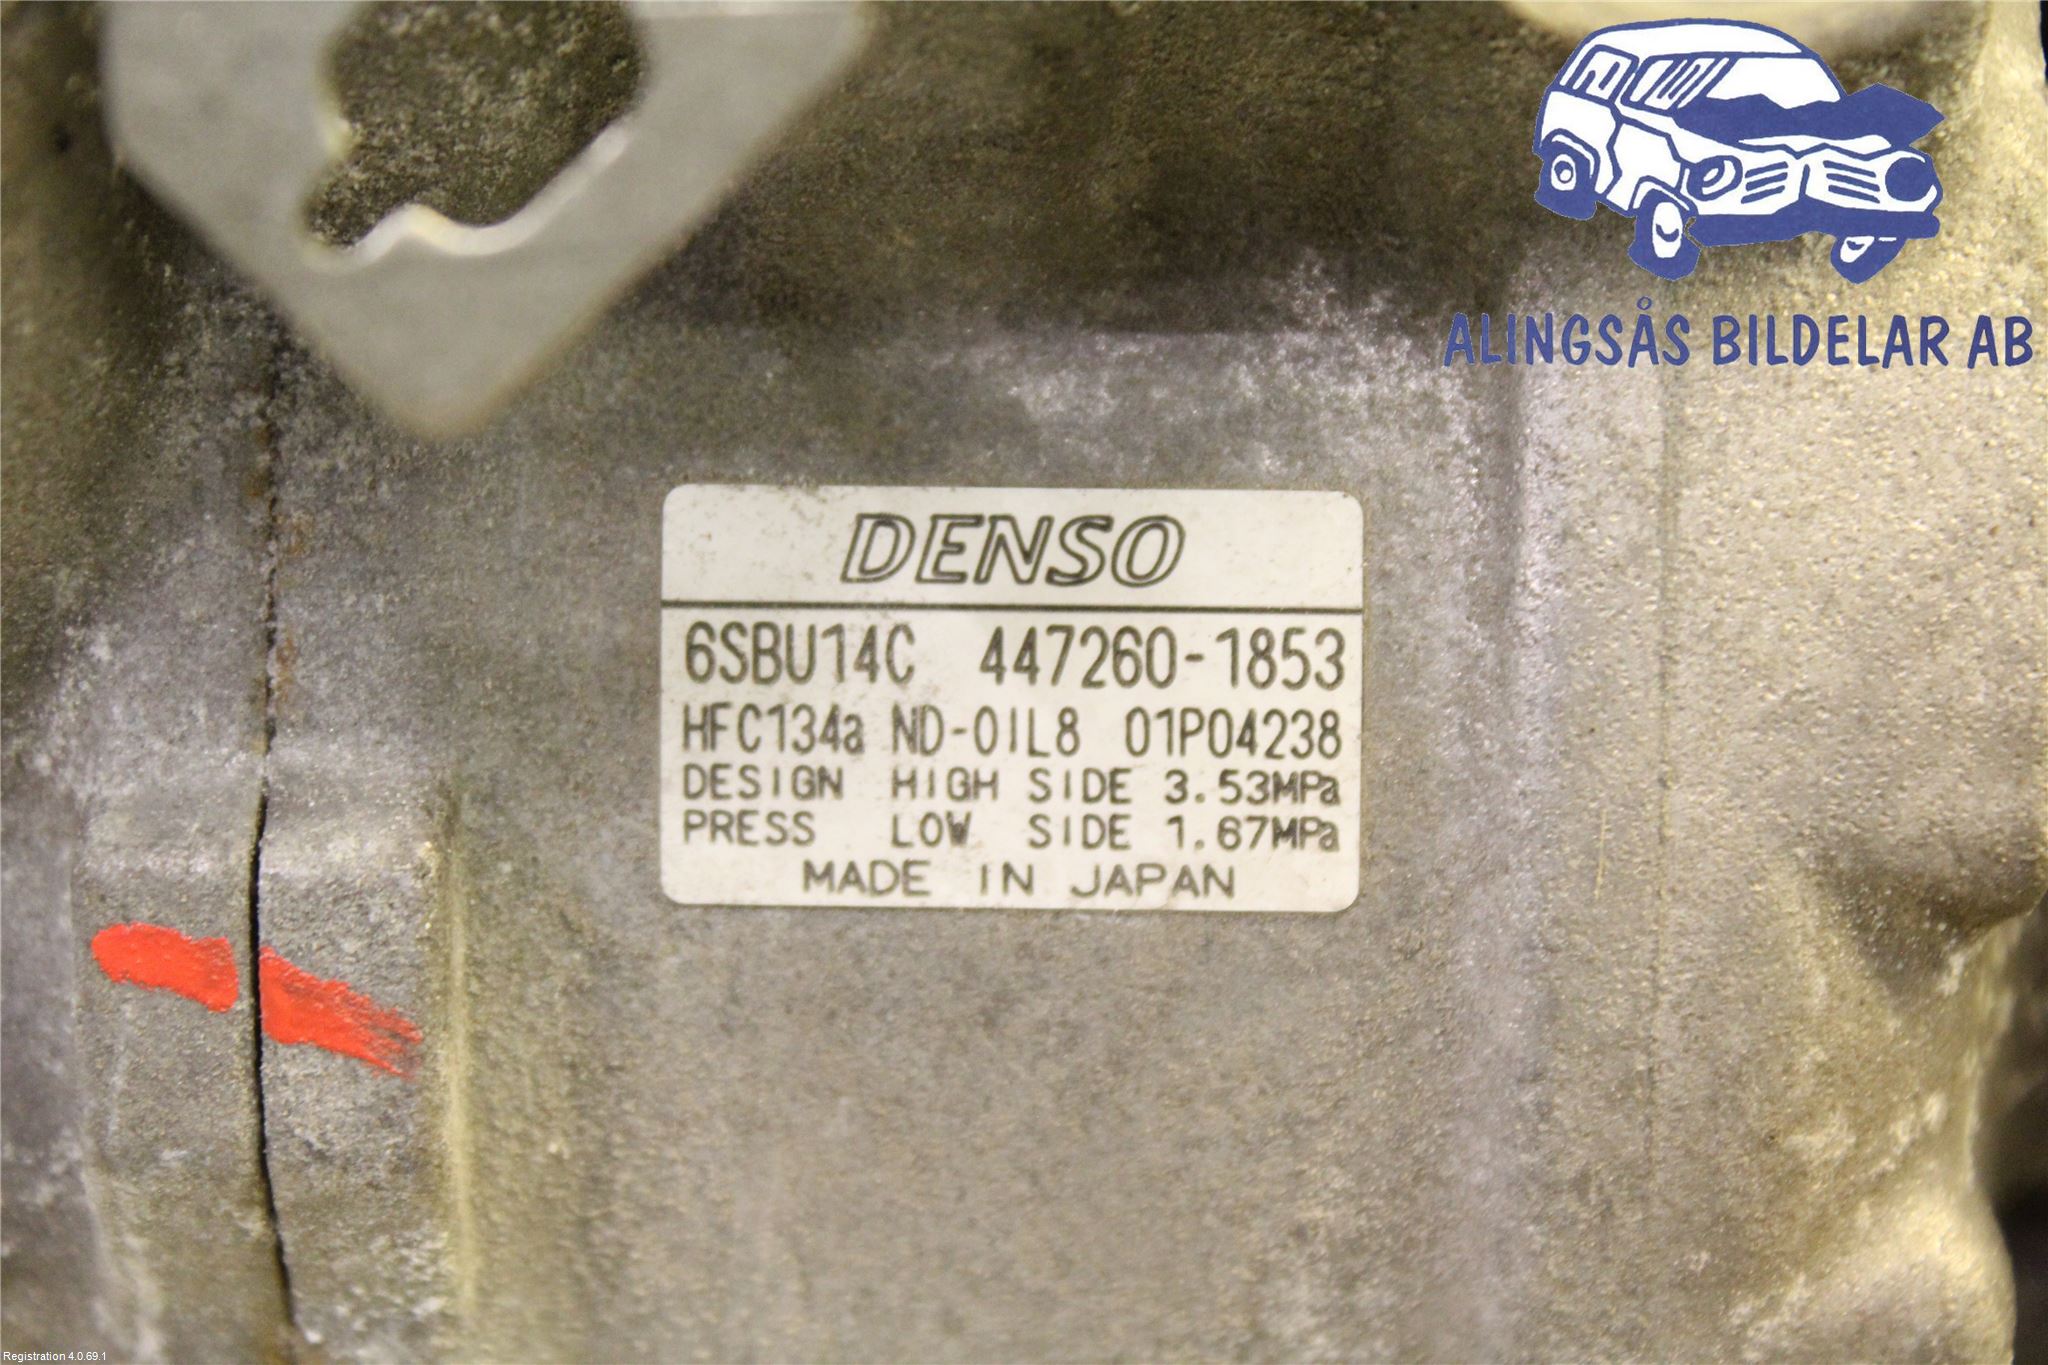 ALINGSÅS BILDELAR AB
DENSO
6SBU14C 447260-1853
HFC134a ND-OIL8 01P04238
DESIGN HIGH SIDE 3.53MPa
PRESS LOW SIDE 1.67MPa
MADE IN JAPAN
Registration 4.0.69.1